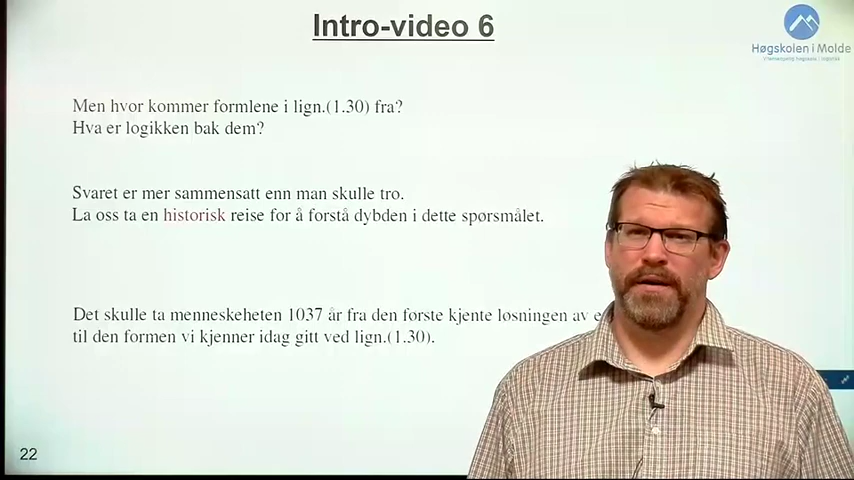 Intro-video 6
Høgskolen i Molde
Men hvor kommer formlene i lign.(1.30) fra?
Hva er logikken bak dem?
Svaret er mer sammensatt enn man skulle tro.
La oss ta en historisk reise for å forstå dybden i dette spørsmålet.
Det skulle ta menneskeheten 1037 år fra den første kjente løsningen av e
til den formen vi kjenner idag gitt ved lign.(1.30).
22